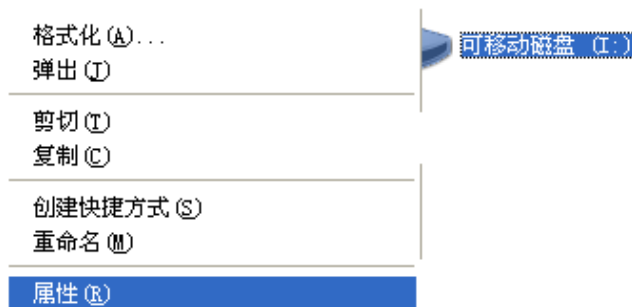 格式化(A)...
可移动磁盘 (I:)
弹出(J)
剪切(T)
复制(C)
创建快捷方式(S)
重命名(M)
属性(R)